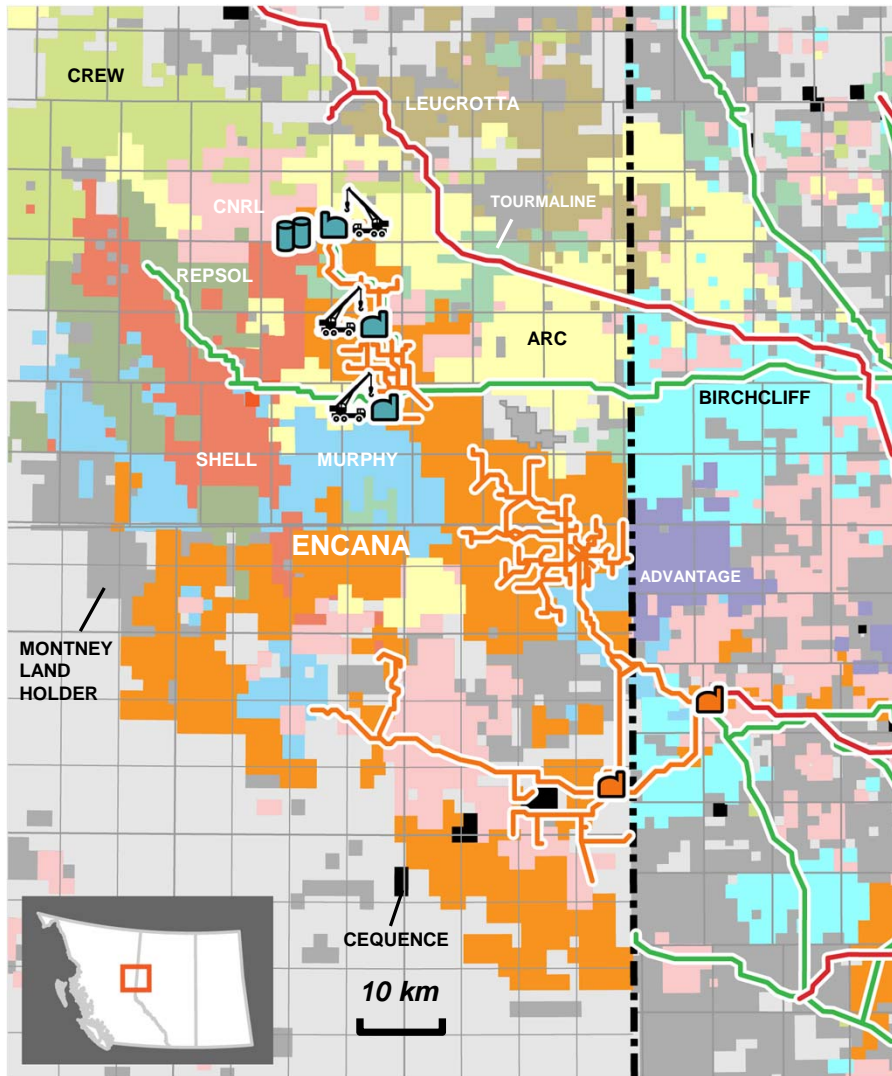 CREW
LEUCROTTA
CNRL
TOURMALINE
REPSOL
ARC
BIRCHCLIFF
SHELL
MURPHY
ENCANA
ADVANTAGE
MONTNEY
LAND
HOLDER
CEQUENCE
10 km